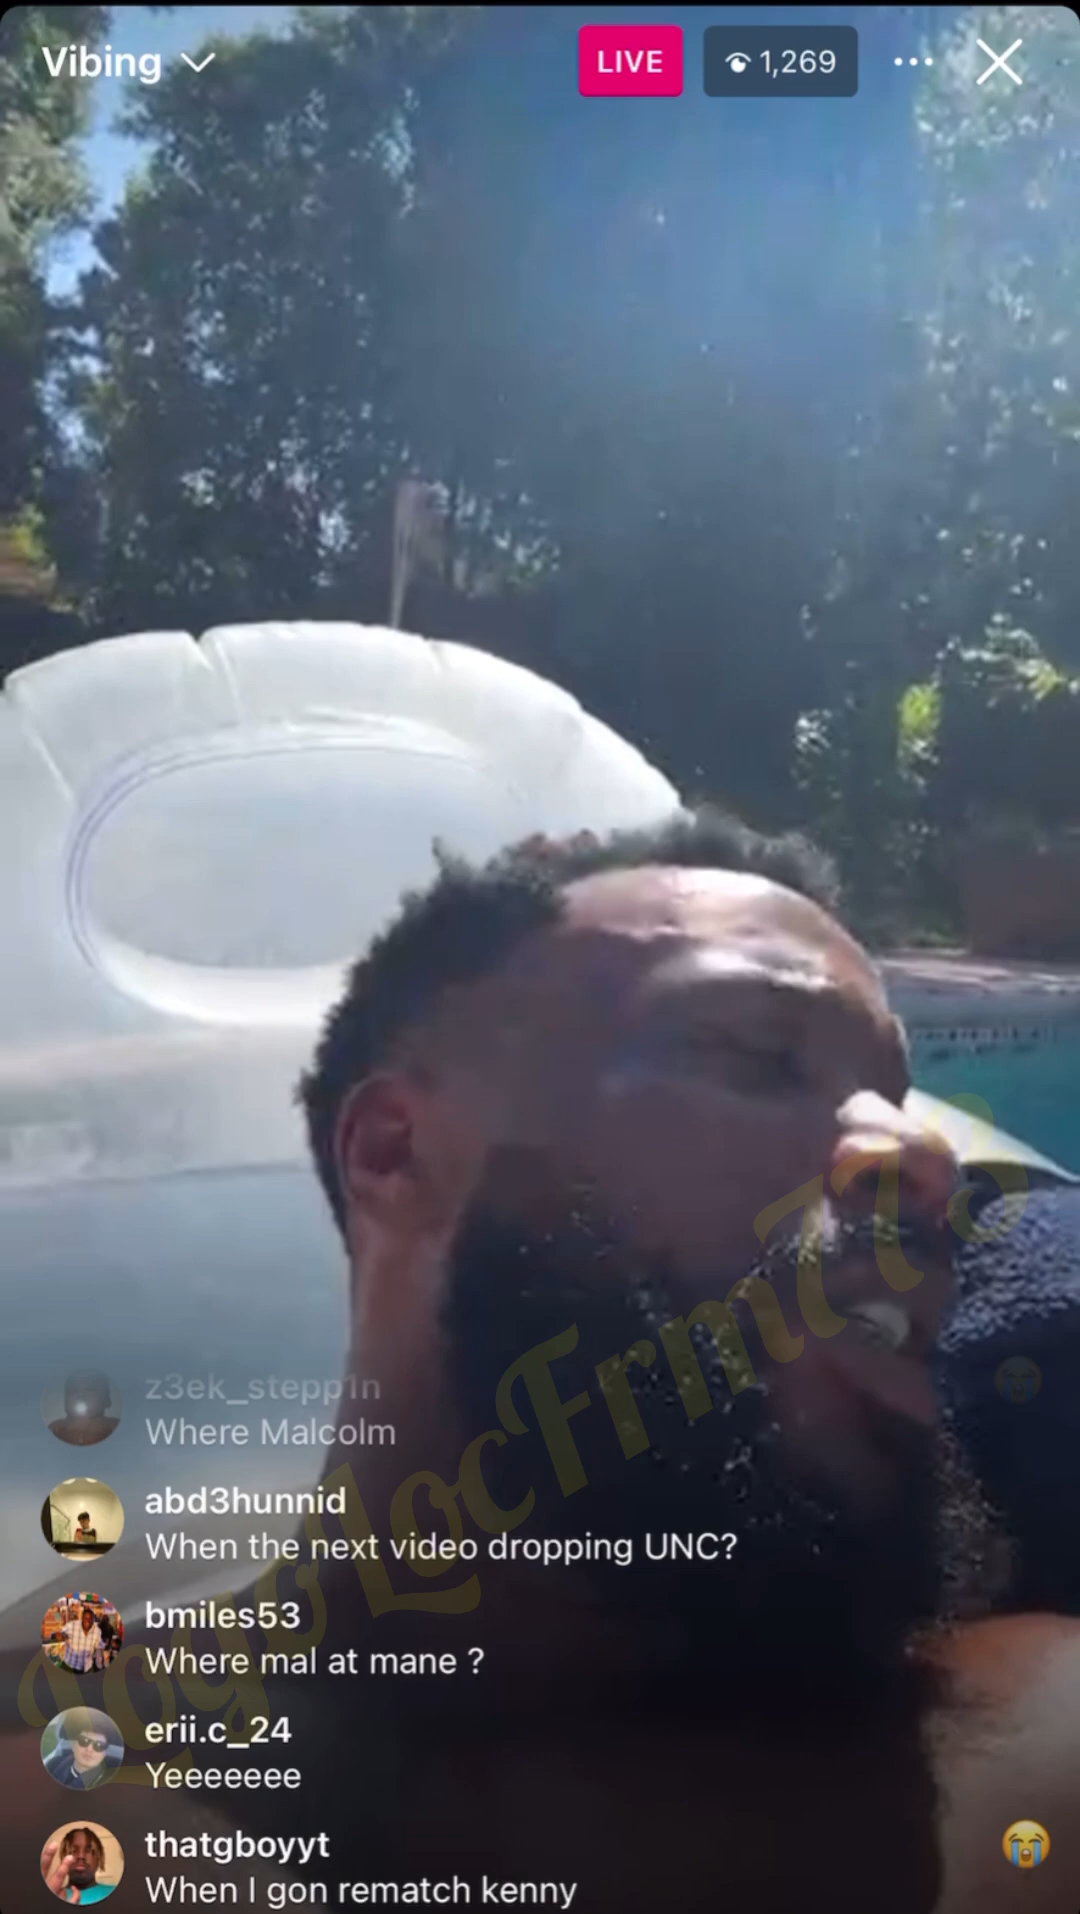 Vibing
LIVE
1,269
z3ek_stepp1n
Where Malcolm
abd3hunnid
When the next video dropping UNC?
bmiles53
Where mal at mane ?
erii.c_24
Yeeeeeee
thatgboyyt
When I gon rematch kenny
LogoLocFrm773